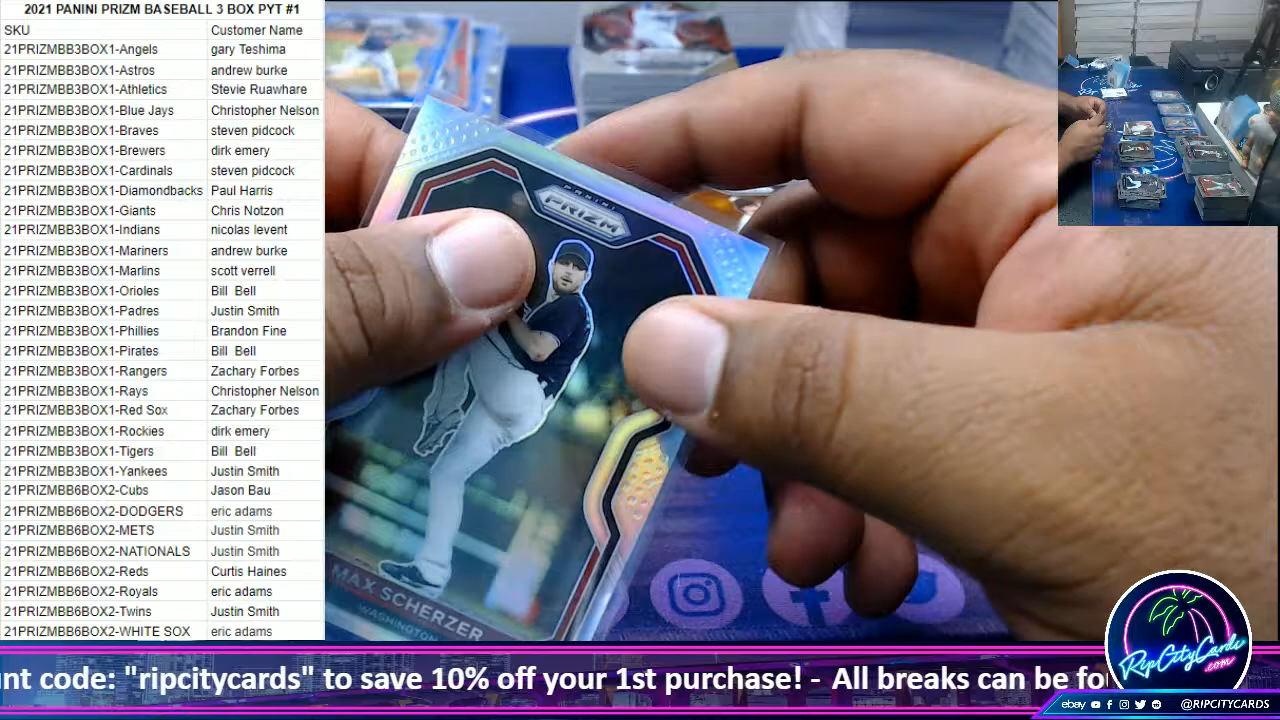 2021 PANINI PRIZM BASEBALL 3 BOX PYT #1
SKU Customer Name
21PRIZMBB3BOX1-Angels gary Teshima
21PRIZMBB3BOX1-Astros andrew burke
21PRIZMBB3BOX1-Athletics Stevie Ruawhare
21PRIZMBB3BOX1-Blue Jays Christopher Nelson
21PRIZMBB3BOX1-Braves steven pidcock
21PRIZMBB3BOX1-Brewers dirk emery
21PRIZMBB3BOX1-Cardinals steven pidcock
21PRIZMBB3BOX1-Diamondbacks Paul Harris
21PRIZMBB3BOX1-Giants Chris Notzon
21PRIZMBB3BOX1-Indians nicolas levent
21PRIZMBB3BOX1-Mariners andrew burke
21PRIZMBB3BOX1-Marlins scott verrell
21PRIZMBB3BOX1-Orioles Bill Bell
21PRIZMBB3BOX1-Padres Justin Smith
21PRIZMBB3BOX1-Phillies Brandon Fine
21PRIZMBB3BOX1-Pirates Bill Bell
21PRIZMBB3BOX1-Rangers Zachary Forbes
21PRIZMBB3BOX1-Rays Christopher Nelson
21PRIZMBB3BOX1-Red Sox Zachary Forbes
21PRIZMBB3BOX1-Rockies dirk emery
21PRIZMBB3BOX1-Tigers Bill Bell
21PRIZMBB3BOX1-Yankees Justin Smith
21PRIZMBB6BOX2-Cubs Jason Bau
21PRIZMBB6BOX2-DODGERS eric adams
21PRIZMBB6BOX2-METS Justin Smith
21PRIZMBB6BOX2-NATIONALS Justin Smith
21PRIZMBB6BOX2-Reds Curtis Haines
21PRIZMBB6BOX2-Royals eric adams
21PRIZMBB6BOX2-Twins Justin Smith
21PRIZMBB6BOX2-WHITE SOX eric adams
PANINI
PRIZM
MAX SCHERZER
WASHINGTON
nt code: "ripcitycards" to save 10% off your 1st purchase! - All breaks can be fo
RipCityCards
.com
ebay @RIPCITYCARDS